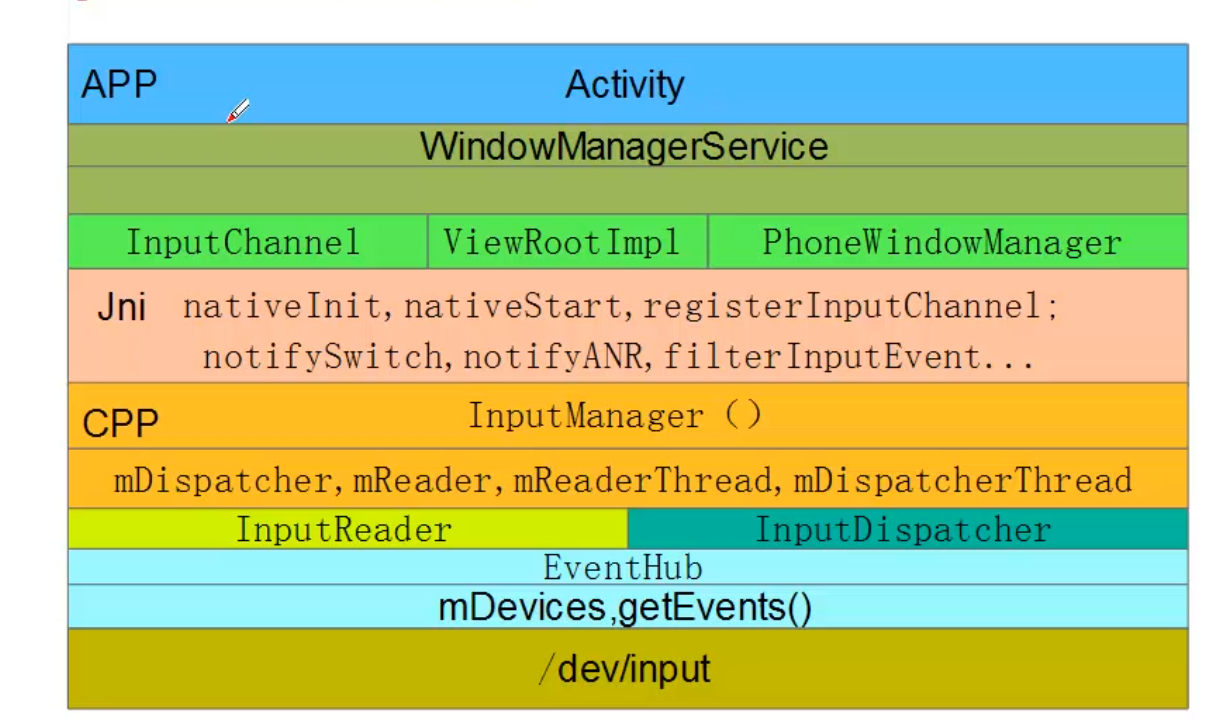 APP Activity
WindowManagerService
InputChannel ViewRootImpl PhoneWindowManager
Jni nativeInit,nativeStart,registerInputChannel;
notifySwitch,notifyANR,filterInputEvent...
CPP InputManager（）
mDispatcher,mReader,mReaderThread,mDispatcherThread
InputReader InputDispatcher
EventHub
mDevices,getEvents()
/dev/input